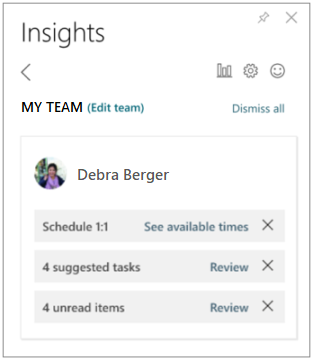 Insights
MY TEAM (Edit team) Dismiss all
Debra Berger
Schedule 1:1 See available times
4 suggested tasks Review
4 unread items Review